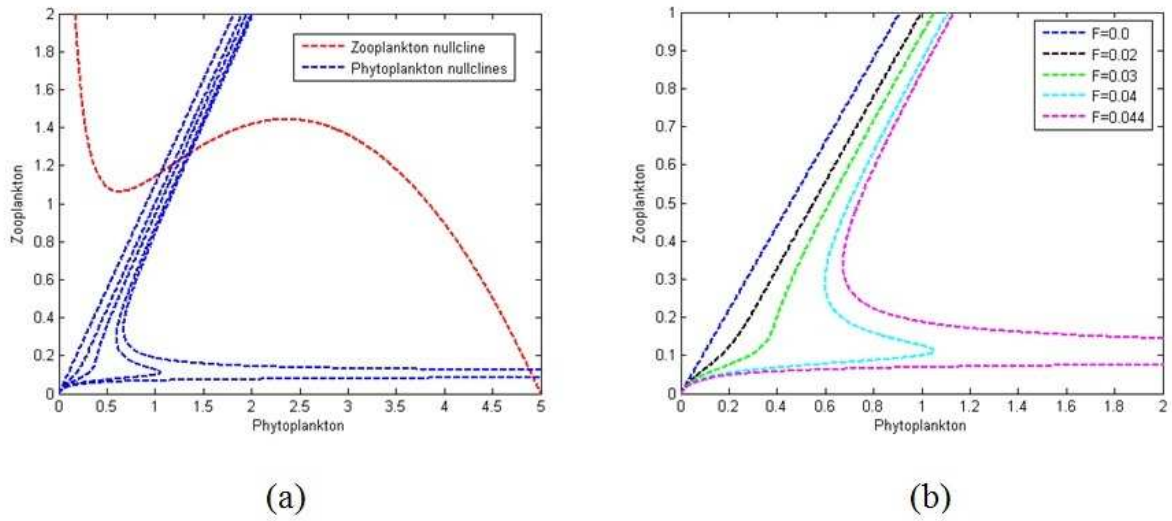 2
1.8
1.6
1.4
1.2
1
0.8
0.6
0.4
0.2
0
Zooplankton
0 0.5 1 1.5 2 2.5 3 3.5 4 4.5 5
Phytoplankton
Zooplankton nullcline
Phytoplankton nullclines
(a)
1
0.9
0.8
0.7
0.6
0.5
0.4
0.3
0.2
0.1
0
Zooplankton
0 0.2 0.4 0.6 0.8 1 1.2 1.4 1.6 1.8 2
Phytoplankton
F=0.0
F=0.02
F=0.03
F=0.04
F=0.044
(b)